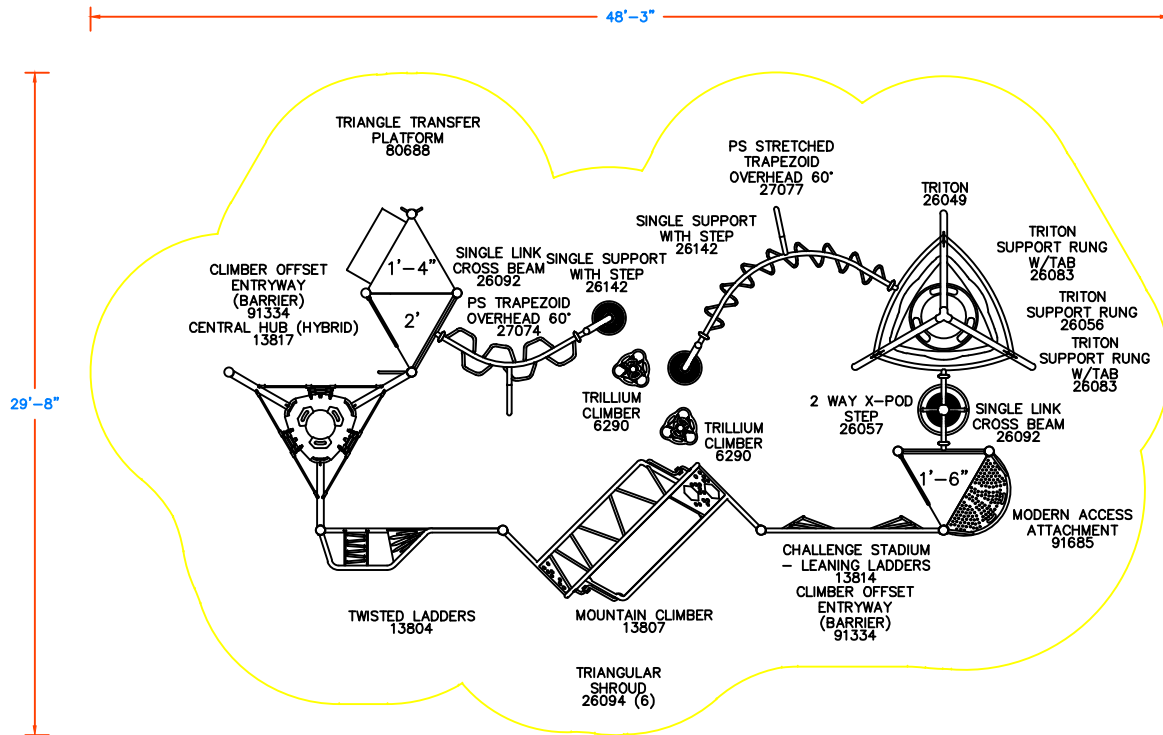 48'-3"
29'-8"
TRIANGLE TRANSFER
PLATFORM
80688
PS STRETCHED
TRAPEZOID
OVERHEAD 60°
27077
TRITON
26049
SINGLE SUPPORT
WITH STEP
26142
TRITON
SUPPORT RUNG
W/TAB
26083
CLIMBER OFFSET
ENTRYWAY
(BARRIER)
91334
CENTRAL HUB (HYBRID)
13817
1'-4"
2'
SINGLE LINK
CROSS BEAM
26092
SINGLE SUPPORT
WITH STEP
26142
PS TRAPEZOID
OVERHEAD 60°
27074
TRITON
SUPPORT RUNG
26056
TRITON
SUPPORT RUNG
W/TAB
26083
TRILLIUM
CLIMBER
6290
TRILLIUM
CLIMBER
6290
2 WAY X-POD
STEP
26057
SINGLE LINK
CROSS BEAM
26092
1'-6"
MODERN ACCESS
ATTACHMENT
91685
CHALLENGE STADIUM
- LEANING LADDERS
13814
CLIMBER OFFSET
ENTRYWAY
(BARRIER)
91334
TWISTED LADDERS
13804
MOUNTAIN CLIMBER
13807
TRIANGULAR
SHROUD
26094 (6)